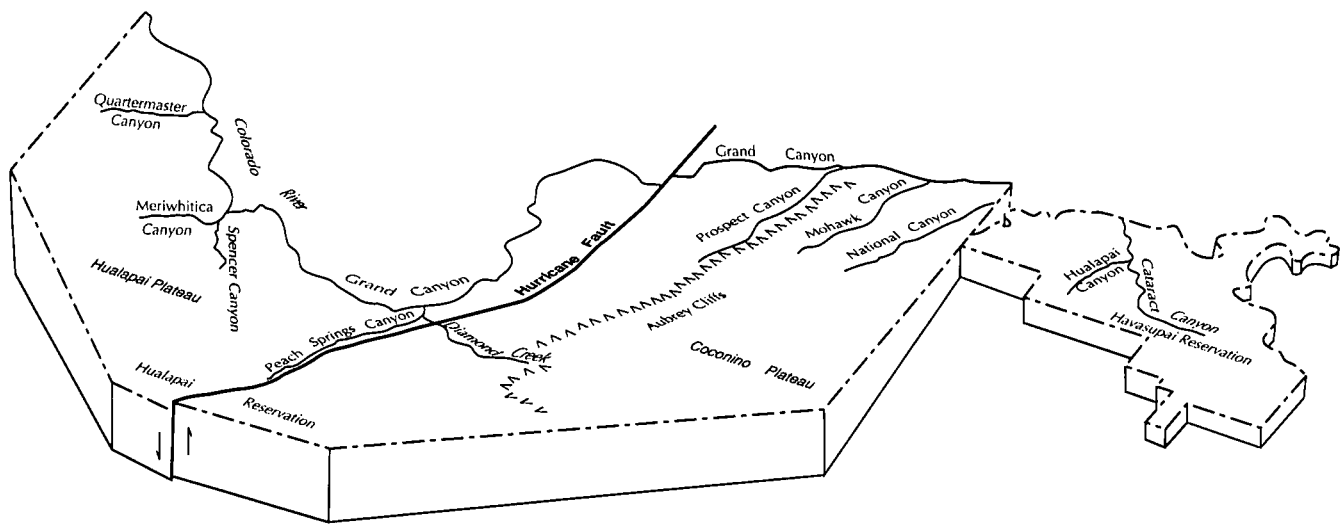 Quartermaster
Canyon
Colorado
River
Meriwhitica
Canyon
Spencer Canyon
Hualapai Plateau
Grand Canyon
Hurricane Fault
Peach Springs Canyon
Diamond Creek
Hualapai
Reservation
Grand Canyon
Prospect Canyon
Mohawk Canyon
National Canyon
Aubrey Cliffs
Coconino Plateau
Hualapai
Canyon
Cataract
Canyon
Havasupai Reservation